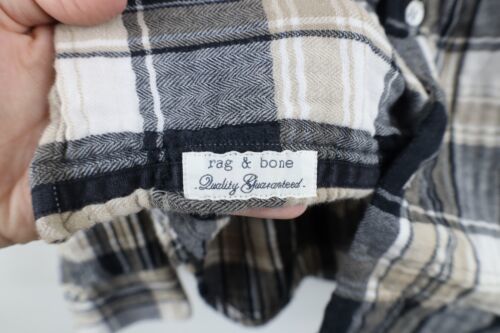 rag & bone
Quality Guaranteed.